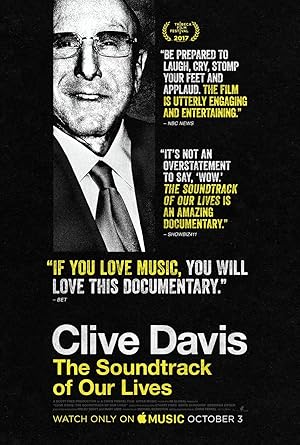 TRIBECA
FILM
FESTIVAL
2017
"BE PREPARED TO
LAUGH, CRY, STOMP
YOUR FEET AND
APPLAUD. THE FILM
IS UTTERLY ENGAGING
AND ENTERTAINING."
– NBC NEWS
"IT'S NOT AN
OVERSTATEMENT
TO SAY, 'WOW.'
THE SOUNDTRACK
OF OUR LIVES IS
AN AMAZING
DOCUMENTARY."
– SHOWBIZ411
"IF YOU LOVE MUSIC, YOU WILL
LOVE THIS DOCUMENTARY."
– BET
Clive Davis
The Soundtrack
of Our Lives
WATCH ONLY ON MUSIC OCTOBER 3